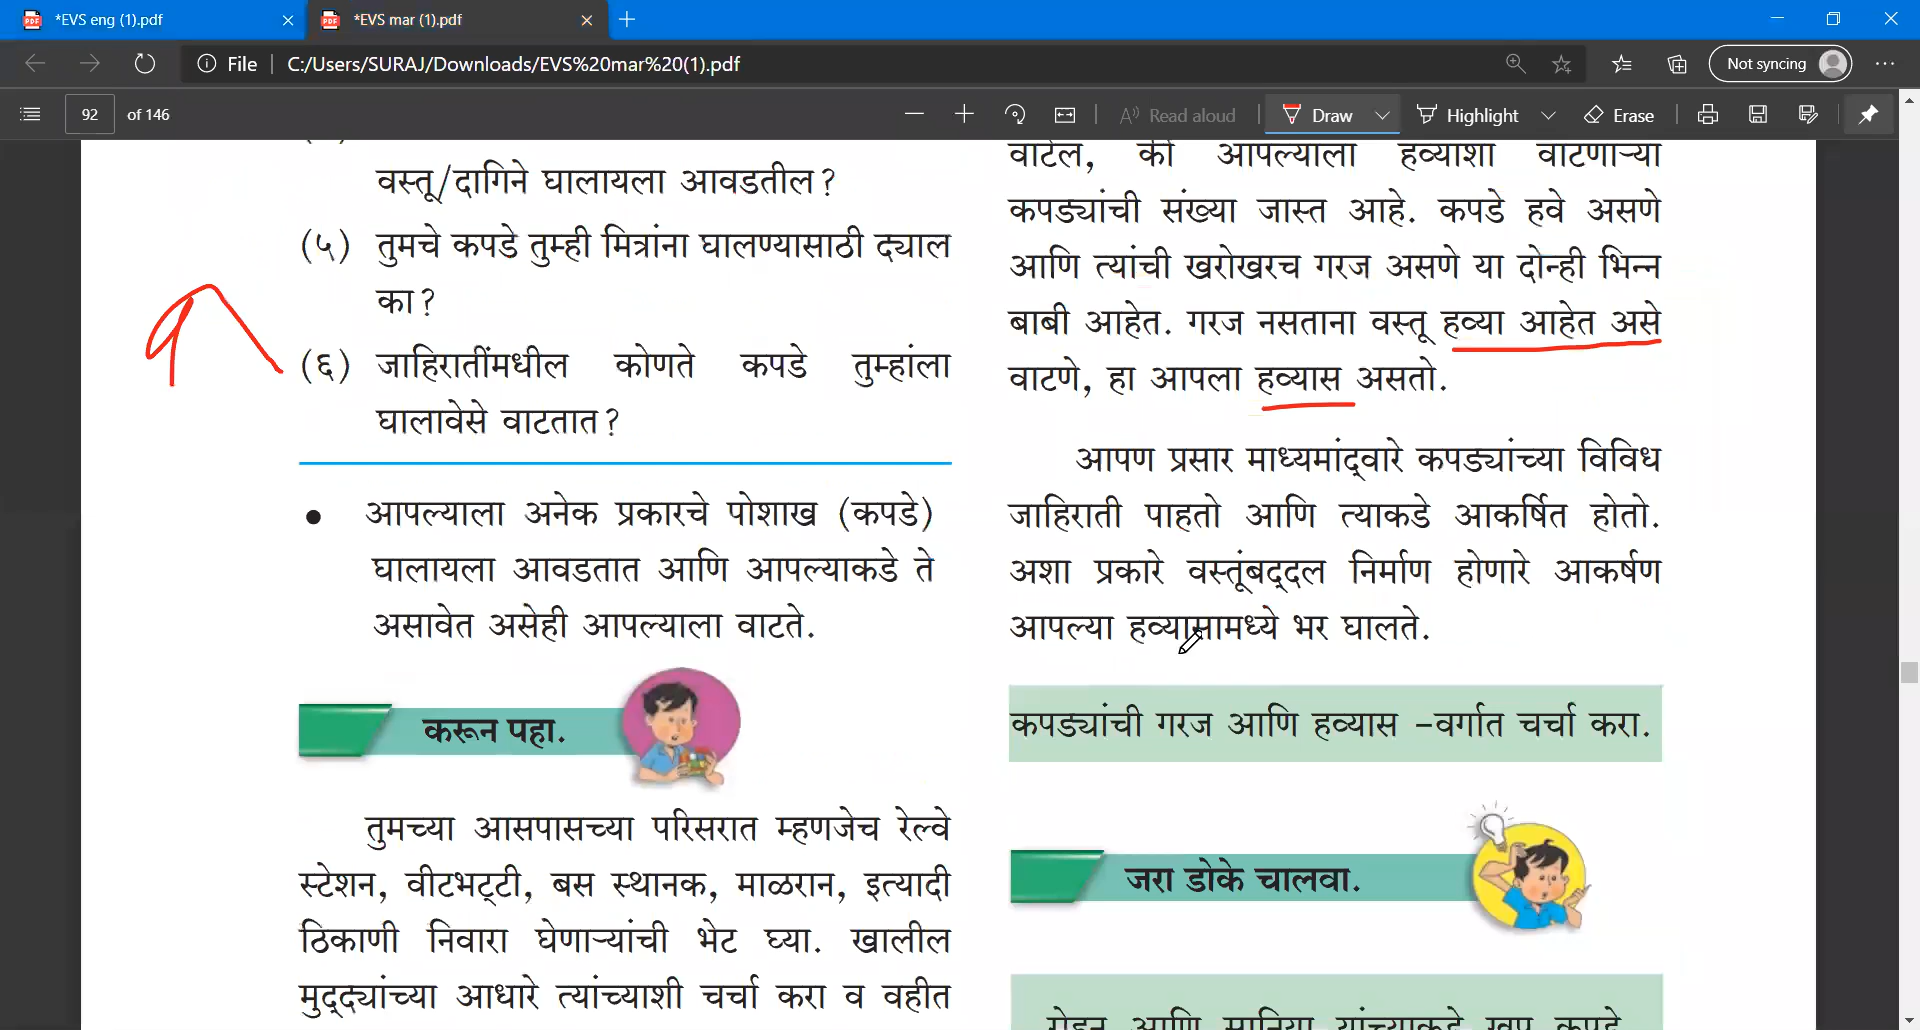 *EVS eng (1).pdf
*EVS mar (1).pdf
File
C:/Users/SURAJ/Downloads/EVS%20mar%20(1).pdf
Not syncing
92 of 146
Read aloud
Draw
Highlight
Erase
वस्तू/दागिने घालायला आवडतील?
(५) तुमचे कपडे तुम्ही मित्रांना घालण्यासाठी द्याल
का?
(६) जाहिरातींमधील कोणते कपडे तुम्हांला
घालावेसे वाटतात?
• आपल्याला अनेक प्रकारचे पोशाख (कपडे)
घालायला आवडतात आणि आपल्याकडे ते
असावेत असेही आपल्याला वाटते.
करून पहा.
तुमच्या आसपासच्या परिसरात म्हणजेच रेल्वे
स्टेशन, वीटभट्टी, बस स्थानक, माळरान, इत्यादी
ठिकाणी निवारा घेणाऱ्यांची भेट घ्या. खालील
मुद्द्यांच्या आधारे त्यांच्याशी चर्चा करा व वहीत
वाटेल, की आपल्याला हव्याशा वाटणाऱ्या
कपड्यांची संख्या जास्त आहे. कपडे हवे असणे
आणि त्यांची खरोखरच गरज असणे या दोन्ही भिन्न
बाबी आहेत. गरज नसताना वस्तू हव्या आहेत असे
वाटणे, हा आपला हव्यास असतो.
आपण प्रसार माध्यमांद्वारे कपड्यांच्या विविध
जाहिराती पाहतो आणि त्याकडे आकर्षित होतो.
अशा प्रकारे वस्तूंबद्दल निर्माण होणारे आकर्षण
आपल्या हव्यासामध्ये भर घालते.
कपड्यांची गरज आणि हव्यास -वर्गात चर्चा करा.
जरा डोके चालवा.
आणि यांच्याकडे खूप कपडे